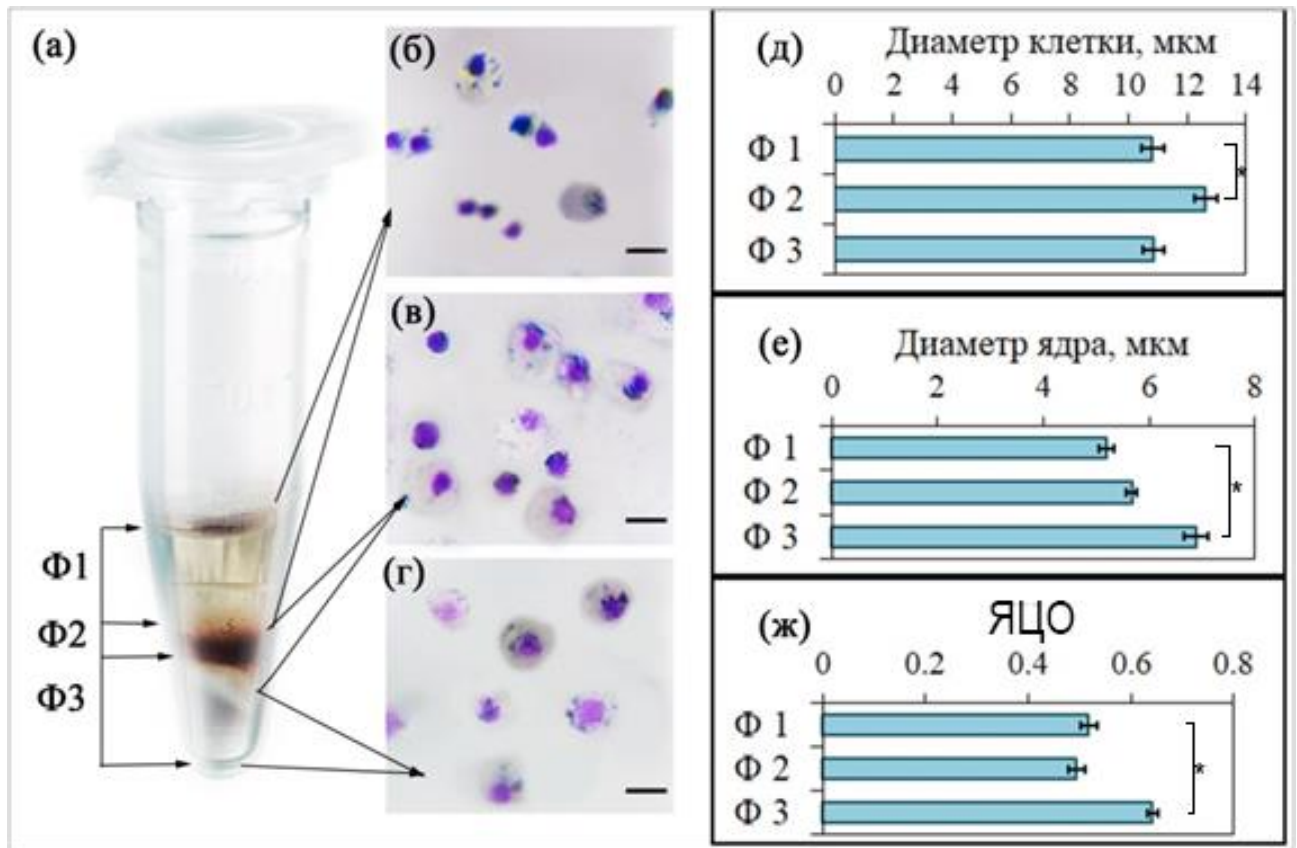 (а)
Ф1
Ф2
Ф3
(б)
(в)
(г)
(д)
Диаметр клетки, мкм
0 2 4 6 8 10 12 14
Ф 1
Ф 2
Ф 3
*
(е)
Диаметр ядра, мкм
0 2 4 6 8
Ф 1
Ф 2
Ф 3
*
(ж)
ЯЦО
0 0.2 0.4 0.6 0.8
Ф 1
Ф 2
Ф 3
*